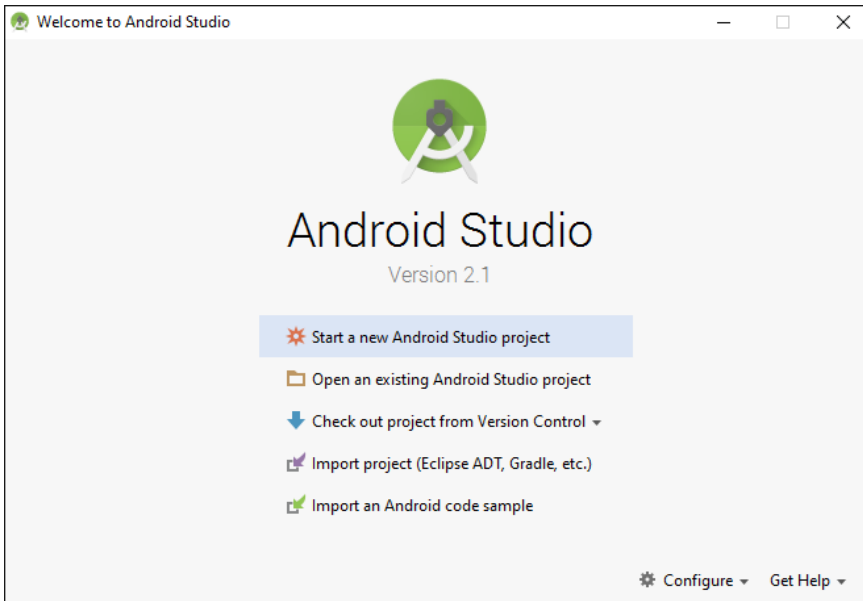 Welcome to Android Studio
Android Studio
Version 2.1
Start a new Android Studio project
Open an existing Android Studio project
Check out project from Version Control
Import project (Eclipse ADT, Gradle, etc.)
Import an Android code sample
Configure Get Help